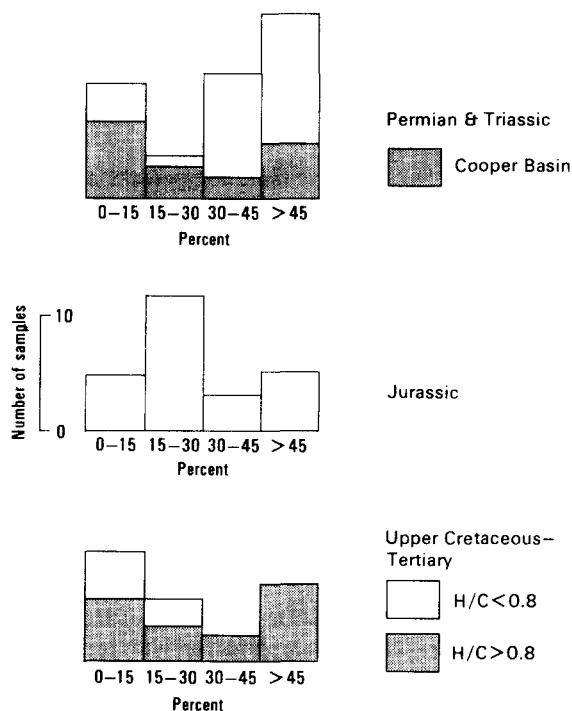 0–15 15–30 30–45 >45
Percent
Permian & Triassic
Cooper Basin
Number of samples
10
0
0–15 15–30 30–45 >45
Percent
Jurassic
0–15 15–30 30–45 >45
Percent
Upper Cretaceous–
Tertiary
H/C<0.8
H/C>0.8